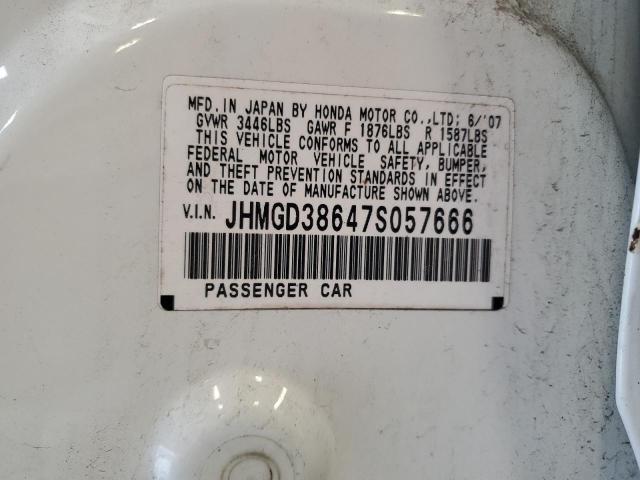 MFD. IN JAPAN BY HONDA MOTOR CO.,LTD; 6/'07
GVWR 3446LBS GAWR F 1876LBS R 1587LBS
THIS VEHICLE CONFORMS TO ALL APPLICABLE
FEDERAL MOTOR VEHICLE SAFETY, BUMPER,
AND THEFT PREVENTION STANDARDS IN EFFECT
ON THE DATE OF MANUFACTURE SHOWN ABOVE.
V.I.N. JHMGD38647S057666
PASSENGER CAR